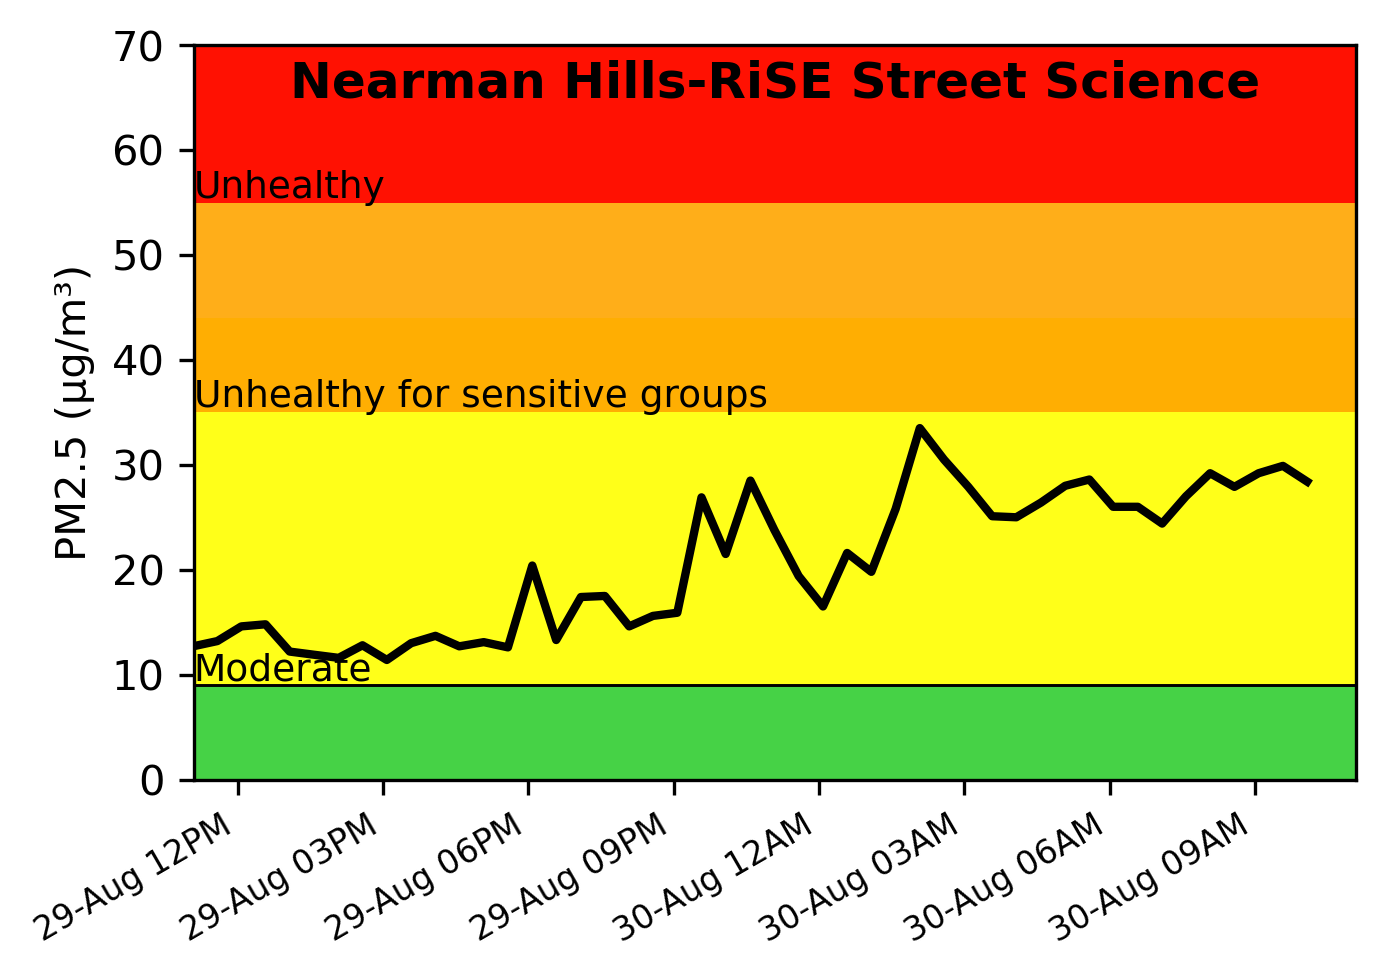 Nearman Hills-RiSE Street Science
70
60
50
40
30
20
10
0
PM2.5 (µg/m³)
Unhealthy
Unhealthy for sensitive groups
Moderate
29-Aug 12PM
29-Aug 03PM
29-Aug 06PM
29-Aug 09PM
30-Aug 12AM
30-Aug 03AM
30-Aug 06AM
30-Aug 09AM